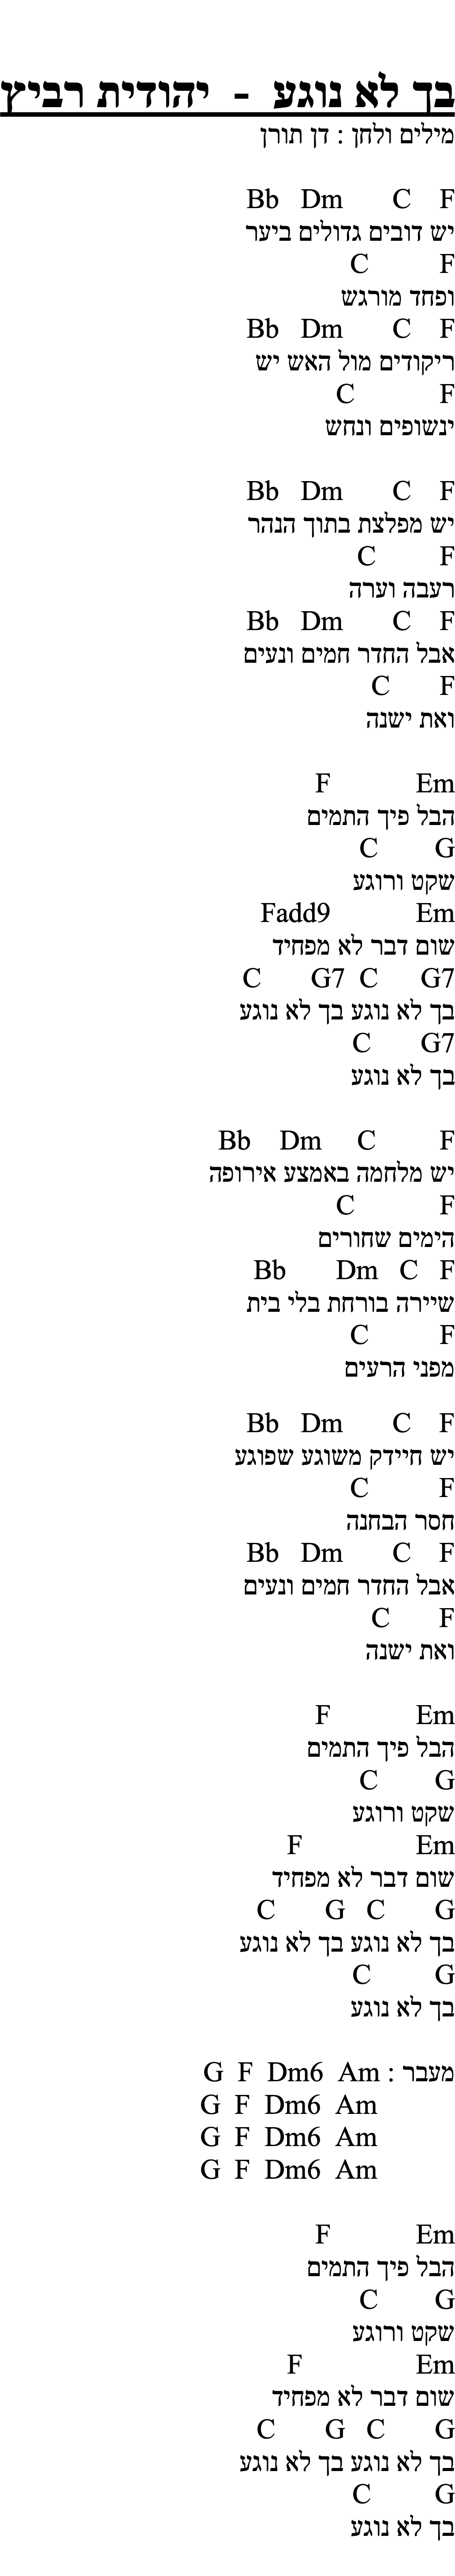 בך לא נוגע - יהודית רביץ
מילים ולחן : דן תורן
Bb Dm C F
יש דובים גדולים ביער
C F
ופחד מורגש
Bb Dm C F
ריקודים מול האש יש
C F
ינשופים ונחש
Bb Dm C F
יש מפלצת בתוך הנהר
C F
רעבה וערה
Bb Dm C F
אבל החדר חמים ונעים
C F
ואת ישנה
F Em
הבל פיך התמים
C G
שקט ורוגע
Fadd9 Em
שום דבר לא מפחיד
C G7 C G7
בך לא נוגע בך לא נוגע
C G7
בך לא נוגע
Bb Dm C F
יש מלחמה באמצע אירופה
C F
הימים שחורים
Bb Dm C F
שיירה בורחת בלי בית
C F
מפני הרעים
Bb Dm C F
יש חיידק משוגע שפוגע
C F
חסר הבחנה
Bb Dm C F
אבל החדר חמים ונעים
C F
ואת ישנה
F Em
הבל פיך התמים
C G
שקט ורוגע
F Em
שום דבר לא מפחיד
C G C G
בך לא נוגע בך לא נוגע
C G
בך לא נוגע
מעבר : G F Dm6 Am
G F Dm6 Am
G F Dm6 Am
G F Dm6 Am
F Em
הבל פיך התמים
C G
שקט ורוגע
F Em
שום דבר לא מפחיד
C G C G
בך לא נוגע בך לא נוגע
C G
בך לא נוגע